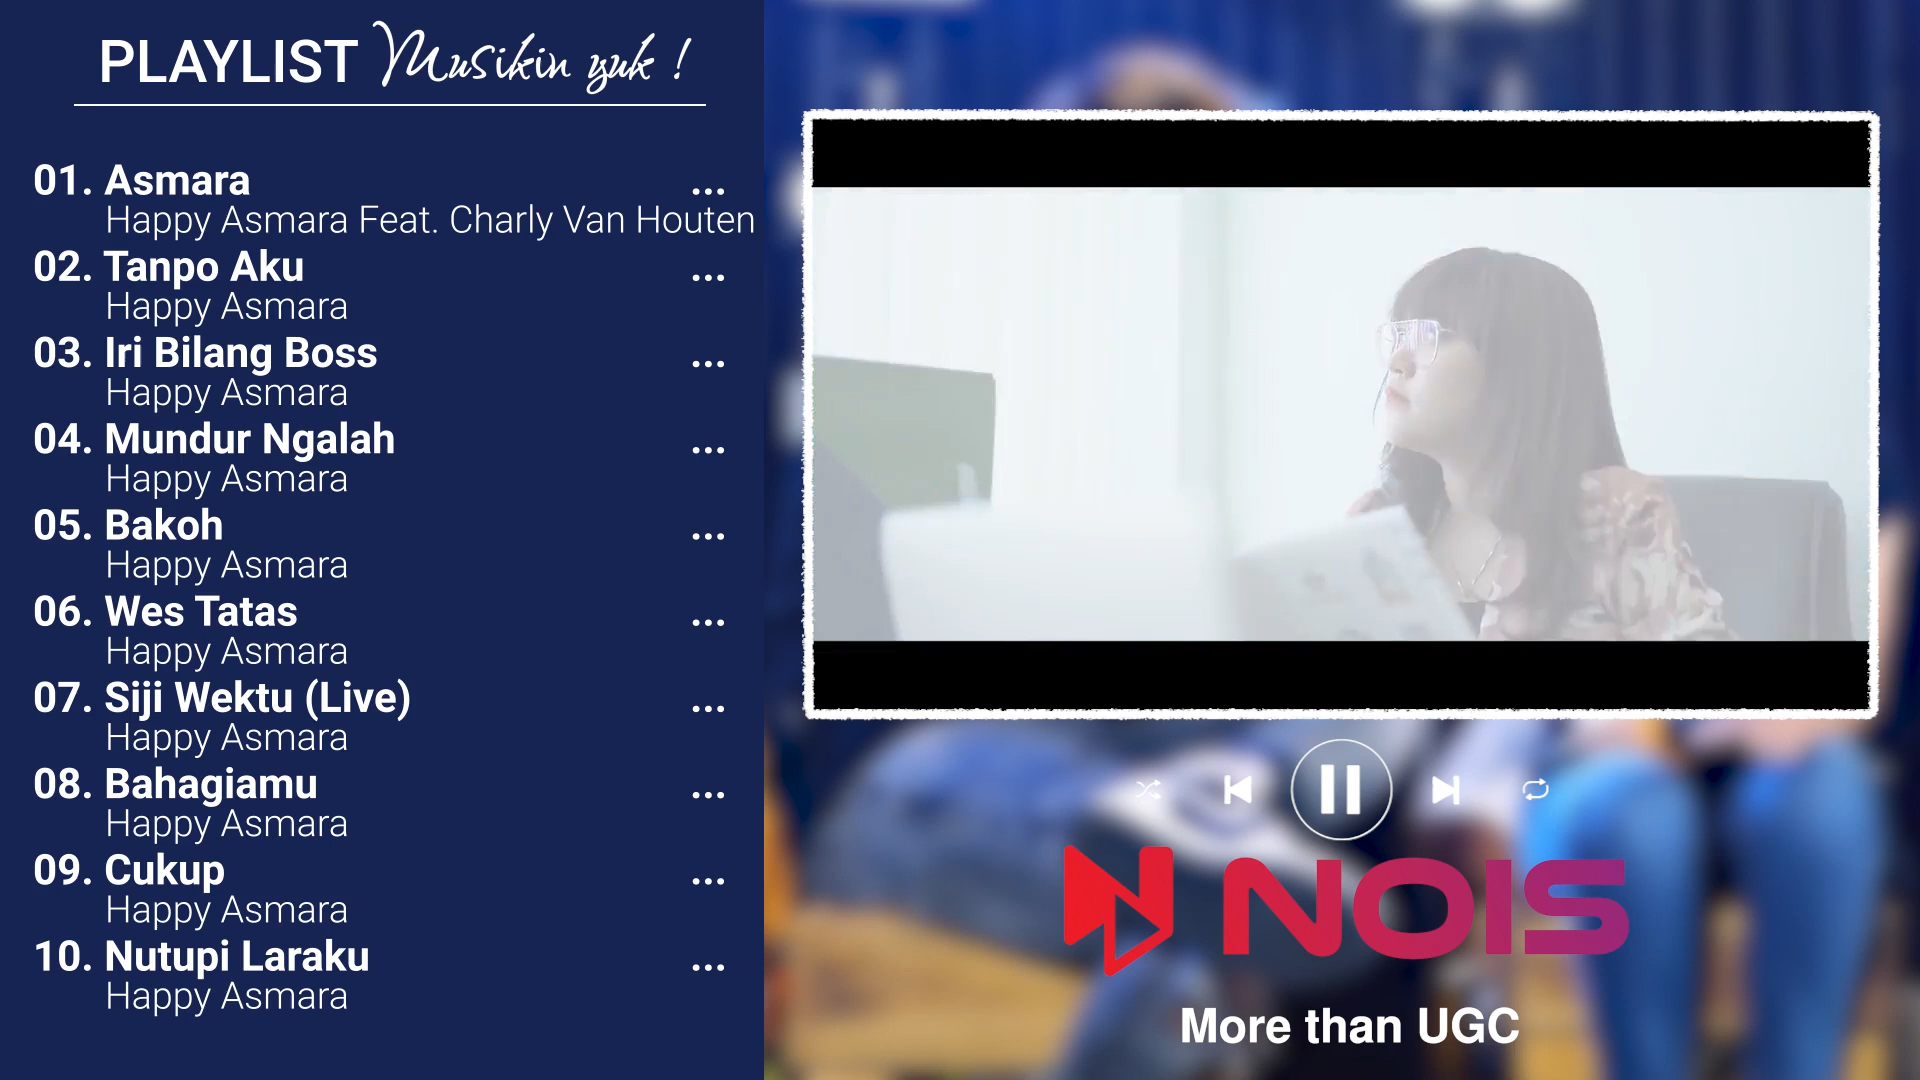 PLAYLIST Musikin yuk !
01. Asmara ...
Happy Asmara Feat. Charly Van Houten
02. Tanpo Aku ...
Happy Asmara
03. Iri Bilang Boss ...
Happy Asmara
04. Mundur Ngalah ...
Happy Asmara
05. Bakoh ...
Happy Asmara
06. Wes Tatas ...
Happy Asmara
07. Siji Wektu (Live) ...
Happy Asmara
08. Bahagiamu ...
Happy Asmara
09. Cukup ...
Happy Asmara
10. Nutupi Laraku ...
Happy Asmara
NOIS
More than UGC